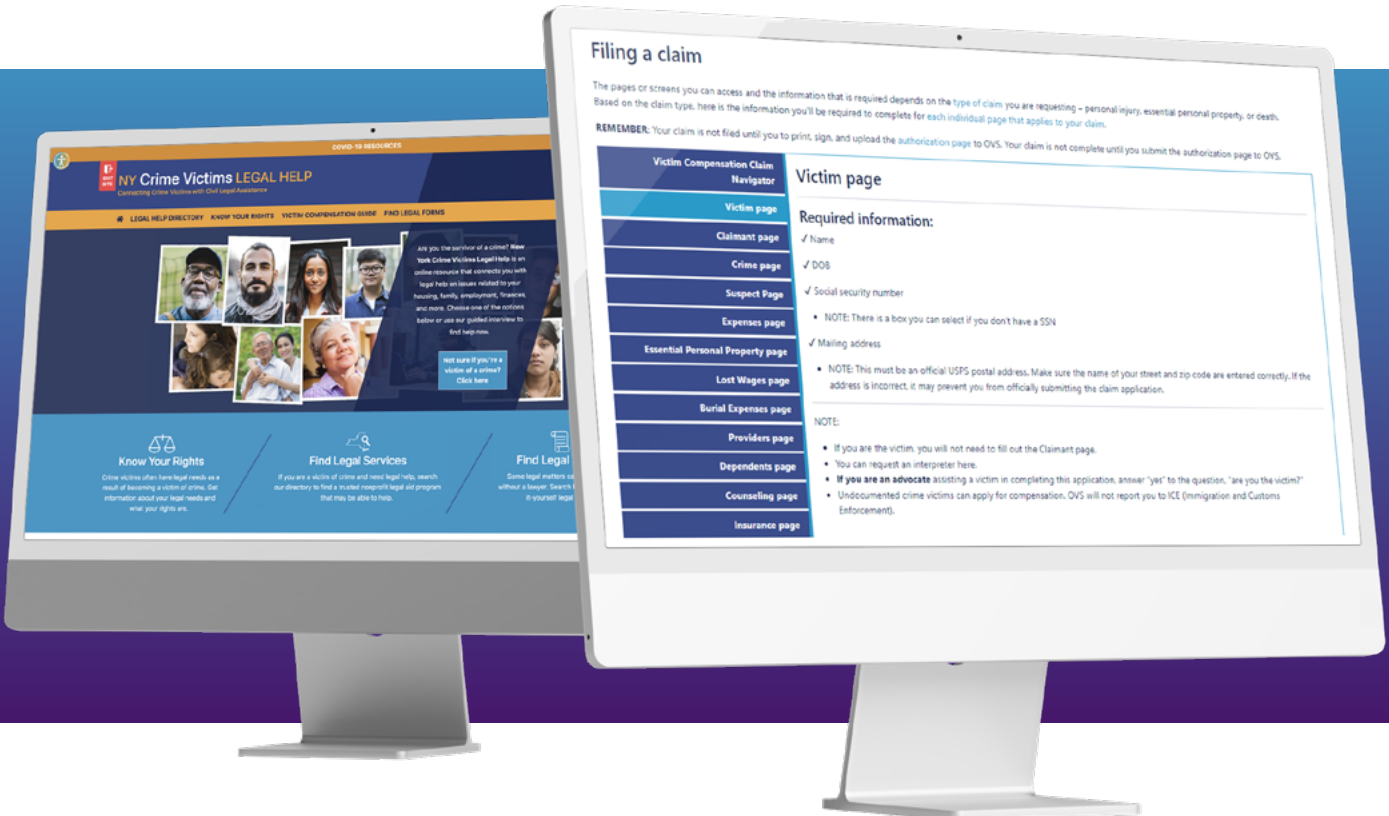 COVID-19 RESOURCES
EXIT
SITE
NY Crime Victims LEGAL HELP
Connecting Crime Victims with Civil Legal Assistance
LEGAL HELP DIRECTORY KNOW YOUR RIGHTS VICTIM COMPENSATION GUIDE FIND LEGAL FORMS
Are you the survivor of a crime? New
York Crime Victims Legal Help is an
online resource that connects you with
legal help on issues related to your
housing, family, employment, finances,
and more. Choose one of the options
below or use our guided interview to
find help now.
Not sure if you're a
victim of a crime?
Click here
Know Your Rights
Crime victims often have legal needs as a
result of becoming a victim of crime. Get
information about your legal needs and
what your rights are.
Find Legal Services
If you are a victim of crime and need legal help, search
our directory to find a trusted nonprofit legal aid program
that may be able to help.
Find Legal
Some legal matters ca
without a lawyer. Search
it-yourself legal
Filing a claim
The pages or screens you can access and the information that is required depends on the type of claim you are requesting – personal injury, essential personal property, or death.
Based on the claim type, here is the information you'll be required to complete for each individual page that applies to your claim.
REMEMBER: Your claim is not filed until you to print, sign, and upload the authorization page to OVS. Your claim is not complete until you submit the authorization page to OVS.
Victim Compensation Claim
Navigator
Victim page
Claimant page
Crime page
Suspect Page
Expenses page
Essential Personal Property page
Lost Wages page
Burial Expenses page
Providers page
Dependents page
Counseling page
Insurance page
Victim page
Required information:
✓ Name
✓ DOB
✓ Social security number
• NOTE: There is a box you can select if you don't have a SSN
✓ Mailing address
• NOTE: This must be an official USPS postal address. Make sure the name of your street and zip code are entered correctly. If the
address is incorrect, it may prevent you from officially submitting the claim application.
NOTE:
• If you are the victim, you will not need to fill out the Claimant page.
• You can request an interpreter here.
• If you are an advocate assisting a victim in completing this application, answer "yes" to the question, "are you the victim?"
• Undocumented crime victims can apply for compensation. OVS will not report you to ICE (Immigration and Customs
Enforcement).